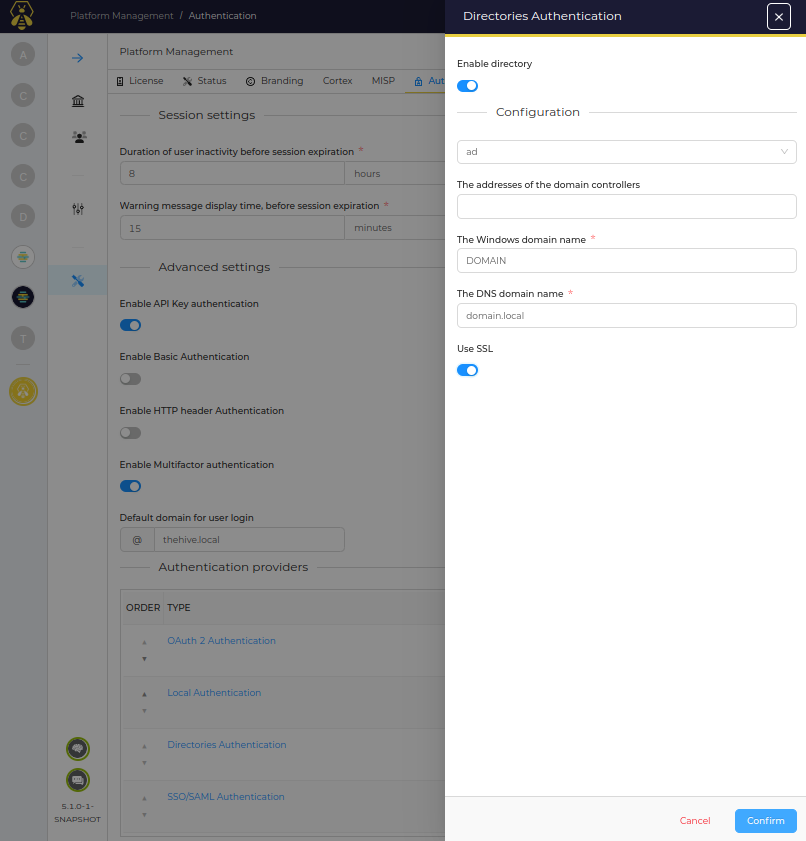 Platform Management / Authentication
Directories Authentication
A
C
C
C
D
T
Platform Management
License Status Branding Cortex MISP Aut
Session settings
Duration of user inactivity before session expiration *
8 hours
Warning message display time, before session expiration *
15 minutes
Advanced settings
Enable API Key authentication
Enable Basic Authentication
Enable HTTP header Authentication
Enable Multifactor authentication
Default domain for user login
@ thehive.local
Authentication providers
ORDER TYPE
OAuth 2 Authentication
Local Authentication
Directories Authentication
SSO/SAML Authentication
5.1.0-1-
SNAPSHOT
Enable directory
Configuration
ad
The addresses of the domain controllers
The Windows domain name *
DOMAIN
The DNS domain name *
domain.local
Use SSL
Cancel Confirm